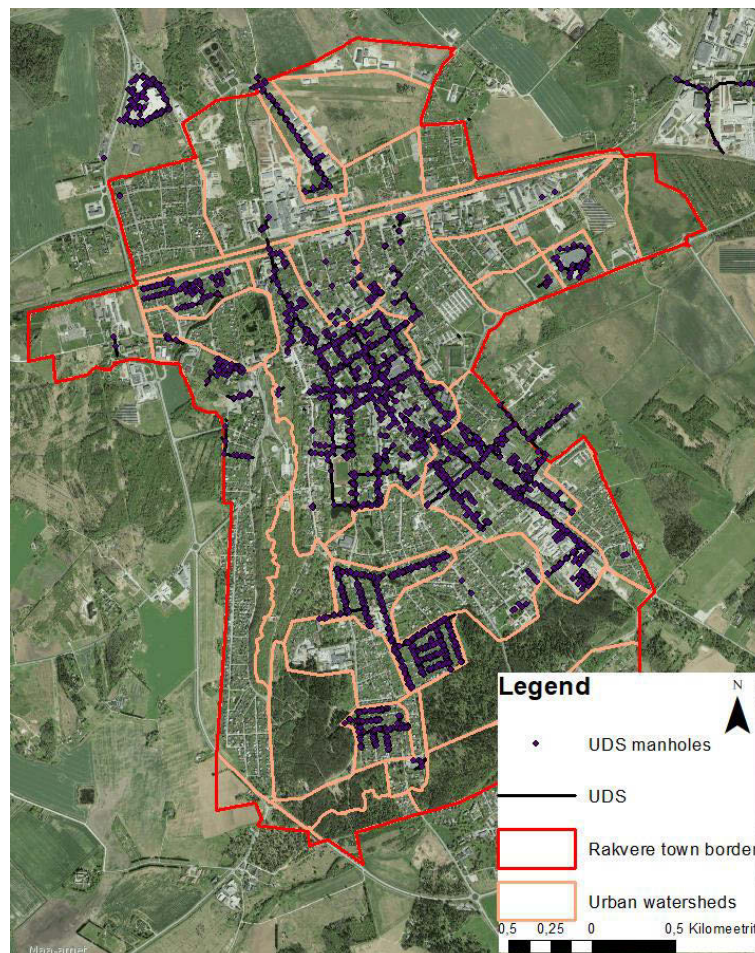 Legend
N
UDS manholes
UDS
Rakvere town border
Urban watersheds
0,5 0,25 0 0,5 Kilomeetrit